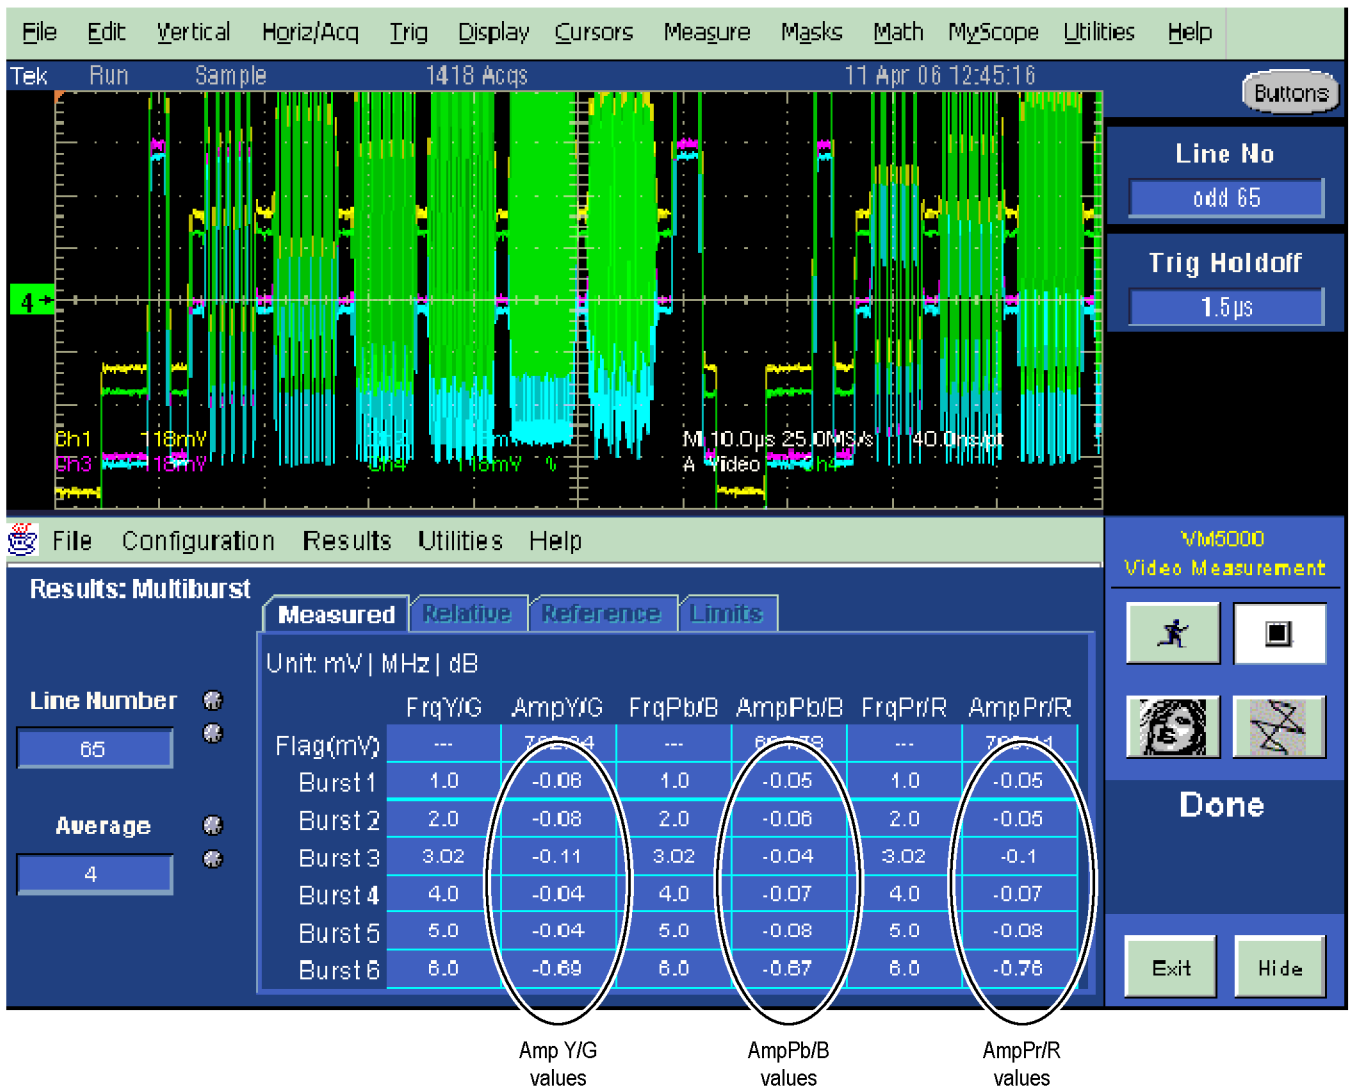 File Edit Vertical Horiz/Acq Trig Display Cursors Measure Masks Math MyScope Utilities Help
Tek Run Sample 1418 Acqs 11 Apr 06 12:45:16
Buttons
Line No
odd 65
Trig Holdoff
1.5µs
4
Ch1 118mV
M 10.0µs 25.0MS/s 40.0ns/pt
Ch3 118mV Ch4 118mV
A Video Ch4
File Configuration Results Utilities Help
VM5000
Video Measurement
Results: Multiburst
Measured Relative Reference Limits
Unit: mV | MHz | dB
Line Number
65
Average
4
FrqY/G AmpY/G FrqPb/B AmpPb/B FrqPr/R AmpPr/R
Flag(mV) --- --- ---
Burst 1 1.0 -0.06 1.0 -0.05 1.0 -0.05
Burst 2 2.0 -0.08 2.0 -0.06 2.0 -0.05
Burst 3 3.02 -0.11 3.02 -0.04 3.02 -0.1
Burst 4 4.0 -0.04 4.0 -0.07 4.0 -0.07
Burst 5 5.0 -0.04 5.0 -0.08 5.0 -0.08
Burst 6 6.0 -0.69 6.0 -0.67 6.0 -0.76
Done
Exit Hide
Amp Y/G
values
AmpPb/B
values
AmpPr/R
values